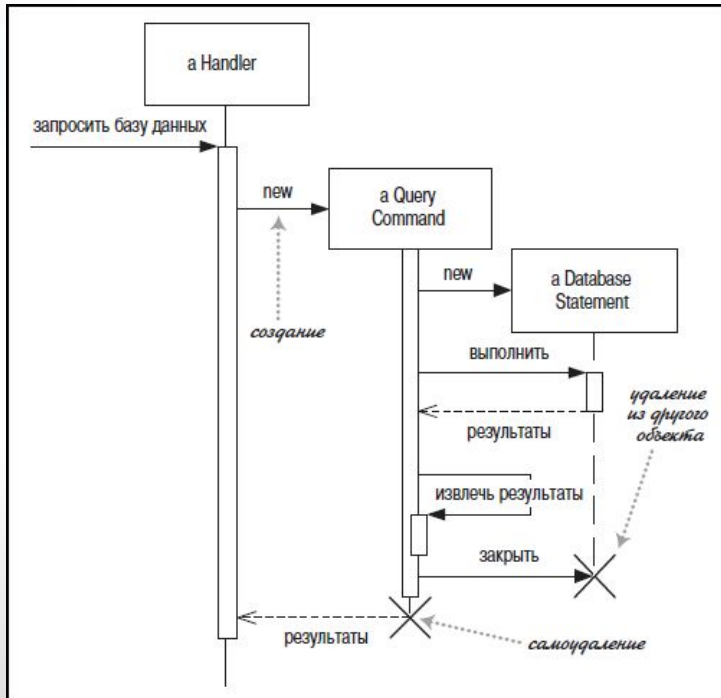 a Handler
запросить базу данных
new
a Query
Command
new
a Database
Statement
создание
выполнить
удаление
из другого
объекта
результаты
извлечь результаты
закрыть
результаты
самоудаление